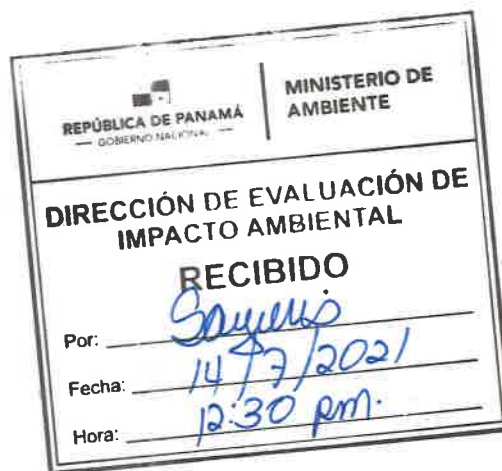 REPÚBLICA DE PANAMÁ
— GOBIERNO NACIONAL —
MINISTERIO DE
AMBIENTE
DIRECCIÓN DE EVALUACIÓN DE
IMPACTO AMBIENTAL
RECIBIDO
Por:
Fecha: 14/7/2021
Hora: 12:30 pm.